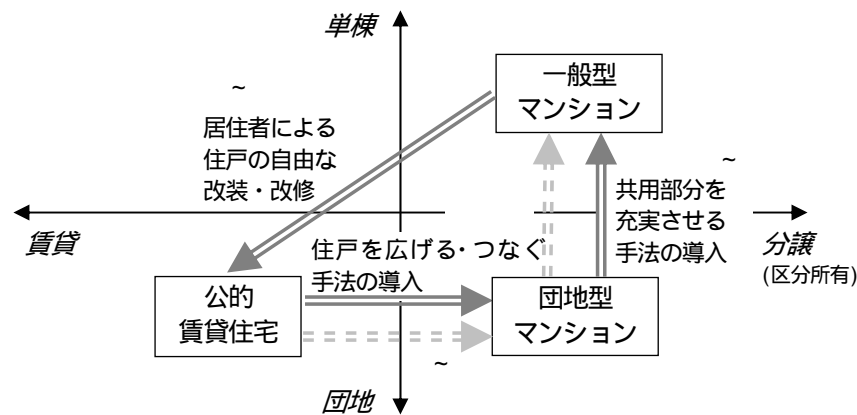 単棟
一般型
マンション
~
居住者による
住戸の自由な
改装・改修
~
共用部分を
充実させる
手法の導入
賃貸
分譲
(区分所有)
住戸を広げる・つなぐ
手法の導入
公的
賃貸住宅
団地型
マンション
~
団地